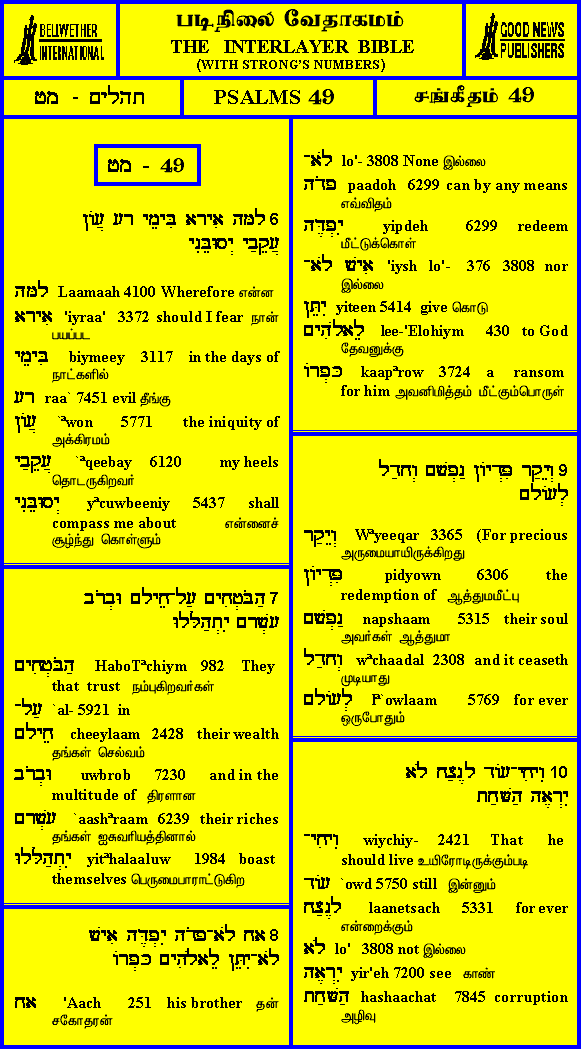 BELLWETHER
INTERNATIONAL
படிநிலை வேதாகமம்
THE INTERLAYER BIBLE
(WITH STRONG'S NUMBERS)
GOOD NEWS
PUBLISHERS
תהלים - מט
PSALMS 49
சங்கீதம் 49
מט - 49
6 למה אירא בימי רע עון
עקבי יסובני
למה Laamaah 4100 Wherefore என்ன
אירא 'iyraa' 3372 should I fear நான்
பயப்பட
בימי biymeey 3117 in the days of
நாட்களில்
רע raa` 7451 evil தீங்கு
עון `ᵃwon 5771 the iniquity of
அக்கிரமம்
עקבי `ᵃqeebay 6120 my heels
தொடருகிறவர்
יסובני yᵃcuwbeeniy 5437 shall
compass me about என்னைச்
சூழ்ந்து கொள்ளும்
7 הבטחים על-חילם וברב
עשרם יתהללו
הבטחים HaboTᵃchiym 982 They
that trust நம்புகிறவர்கள்
על- `al- 5921 in
חילם cheeylaam 2428 their wealth
தங்கள் செல்வம்
וברב uwbrob 7230 and in the
multitude of திரளான
עשרם `aashᵃraam 6239 their riches
தங்கள் ஐசுவரியத்தினால்
יתהללו yitᵃhalaaluw 1984 boast
themselves பெருமைபாராட்டுகிற
8 אח לא-פדה יפדה איש
לא-יתן לאלהים כפרו
אח 'Aach 251 his brother தன்
சகோதரன்
לא- lo'- 3808 None இல்லை
פדה paadoh 6299 can by any means
எவ்விதம்
יפדה yipdeh 6299 redeem
மீட்டுக்கொள்
איש לא- 'iysh lo'- 376 3808 nor
இல்லை
יתן yiteen 5414 give கொடு
לאלהים lee-'Elohiym 430 to God
தேவனுக்கு
כפרו kaapᵃrow 3724 a ransom
for him அவனிமித்தம் மீட்கும்பொருள்
9 ויקר פדיון נפשם וחדל
לעולם
ויקר Wᵃyeeqar 3365 (For precious
அருமையாயிருக்கிறது
פדיון pidyown 6306 the
redemption of ஆத்துமமீட்பு
נפשם napshaam 5315 their soul
அவர்கள் ஆத்துமா
וחדל wᵃchaadal 2308 and it ceaseth
முடியாது
לעולם lᵃ`owlaam 5769 for ever
ஒருபோதும்
10 ויחי-עוד לנצח לא
יראה השחת
ויחי- wiychiy- 2421 That he
should live உயிரோடிருக்கும்படி
עוד `owd 5750 still இன்னும்
לנצח laanetsach 5331 for ever
என்றைக்கும்
לא lo' 3808 not இல்லை
יראה yir'eh 7200 see காண்
השחת hashaachat 7845 corruption
அழிவு